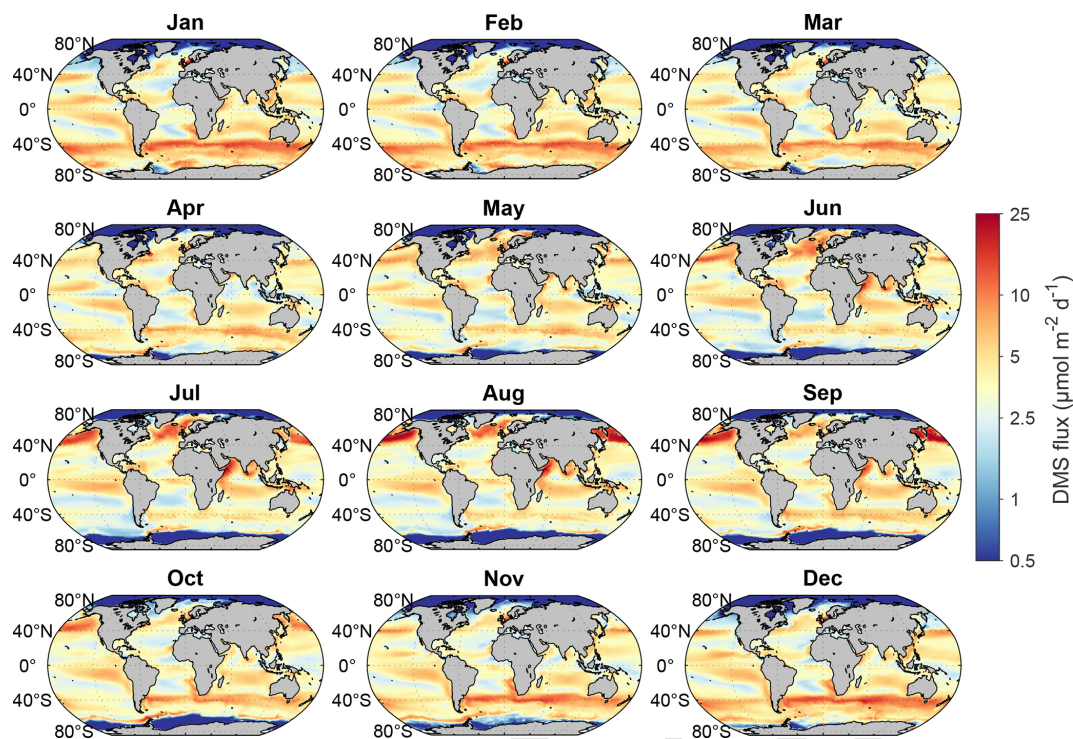 Jan Feb Mar
80°N 80°N 80°N
40°N 40°N 40°N
0° 0° 0°
40°S 40°S 40°S
80°S 80°S 80°S
Apr May Jun
80°N 80°N 80°N
40°N 40°N 40°N
0° 0° 0°
40°S 40°S 40°S
80°S 80°S 80°S
Jul Aug Sep
80°N 80°N 80°N
40°N 40°N 40°N
0° 0° 0°
40°S 40°S 40°S
80°S 80°S 80°S
Oct Nov Dec
80°N 80°N 80°N
40°N 40°N 40°N
0° 0° 0°
40°S 40°S 40°S
80°S 80°S 80°S
25
10
5
2.5
1
0.5
DMS flux (µmol m⁻² d⁻¹)